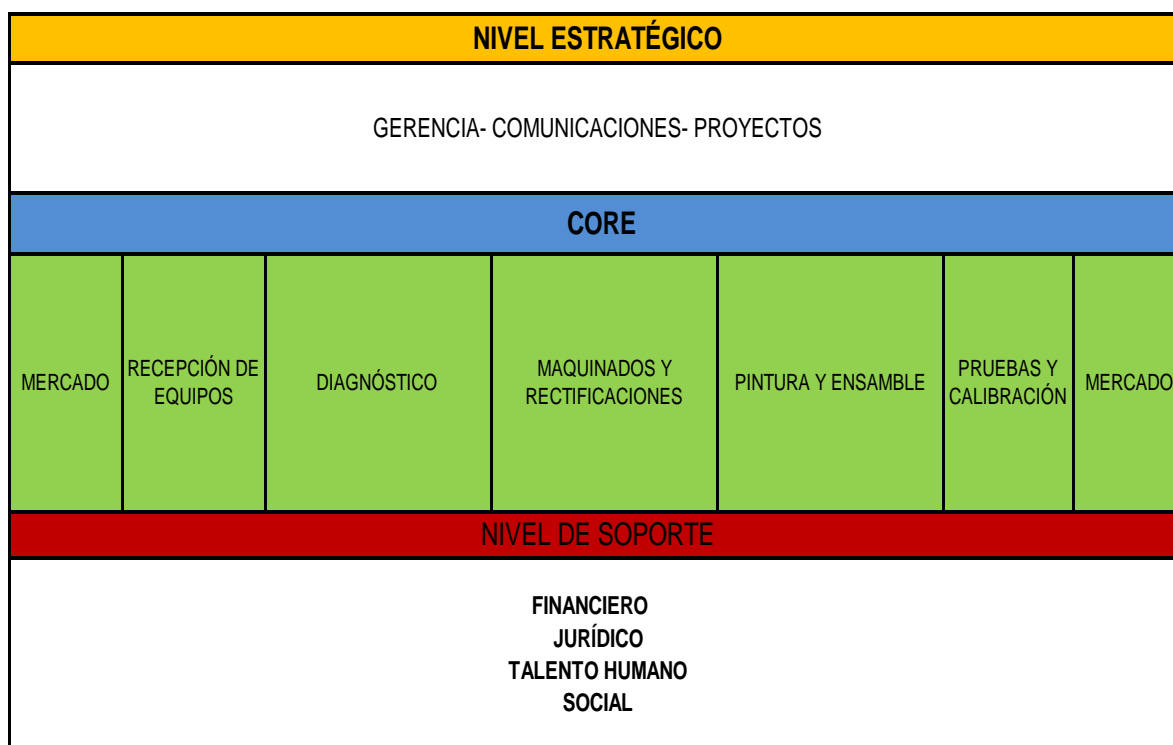 NIVEL ESTRATÉGICO
GERENCIA- COMUNICACIONES- PROYECTOS
CORE
MERCADO
RECEPCIÓN DE
EQUIPOS
DIAGNÓSTICO
MAQUINADOS Y
RECTIFICACIONES
PINTURA Y ENSAMBLE
PRUEBAS Y
CALIBRACIÓN
MERCADO
NIVEL DE SOPORTE
FINANCIERO
JURÍDICO
TALENTO HUMANO
SOCIAL